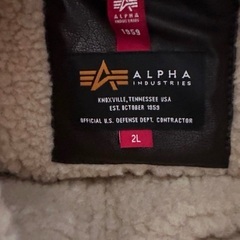 ALPHA
INDUSTRIES
1959
ALPHA
INDUSTRIES
KNOXVILLE, TENNESSEE USA
EST. OCTOBER 1959
OFFICIAL U.S. DEFENSE DEPT. CONTRACTOR
2L